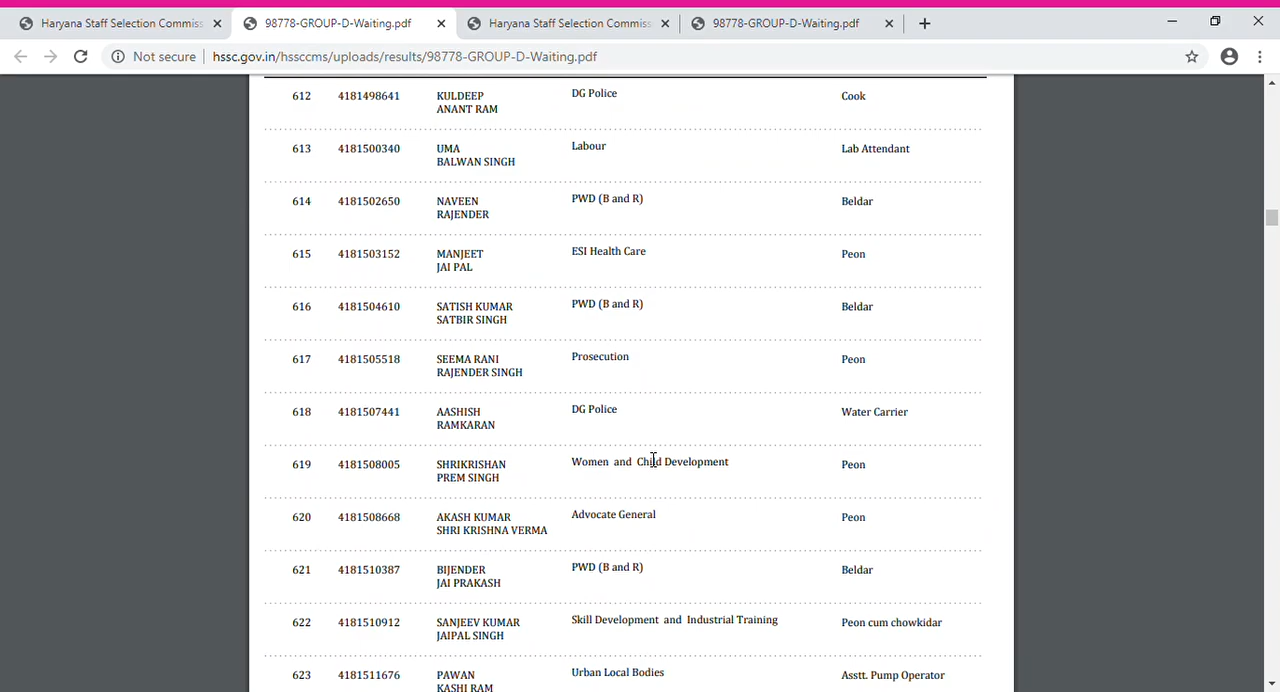 Haryana Staff Selection Commiss
98778-GROUP-D-Waiting.pdf
Haryana Staff Selection Commiss
98778-GROUP-D-Waiting.pdf
Not secure hssc.gov.in/hssccms/uploads/results/98778-GROUP-D-Waiting.pdf
612 4181498641 KULDEEP DG Police Cook
ANANT RAM
613 4181500340 UMA Labour Lab Attendant
BALWAN SINGH
614 4181502650 NAVEEN PWD (B and R) Beldar
RAJENDER
615 4181503152 MANJEET ESI Health Care Peon
JAI PAL
616 4181504610 SATISH KUMAR PWD (B and R) Beldar
SATBIR SINGH
617 4181505518 SEEMA RANI Prosecution Peon
RAJENDER SINGH
618 4181507441 AASHISH DG Police Water Carrier
RAMKARAN
619 4181508005 SHRIKRISHAN Women and Child Development Peon
PREM SINGH
620 4181508668 AKASH KUMAR Advocate General Peon
SHRI KRISHNA VERMA
621 4181510387 BIJENDER PWD (B and R) Beldar
JAI PRAKASH
622 4181510912 SANJEEV KUMAR Skill Development and Industrial Training Peon cum chowkidar
JAIPAL SINGH
623 4181511676 PAWAN Urban Local Bodies Asstt. Pump Operator
KASHI RAM